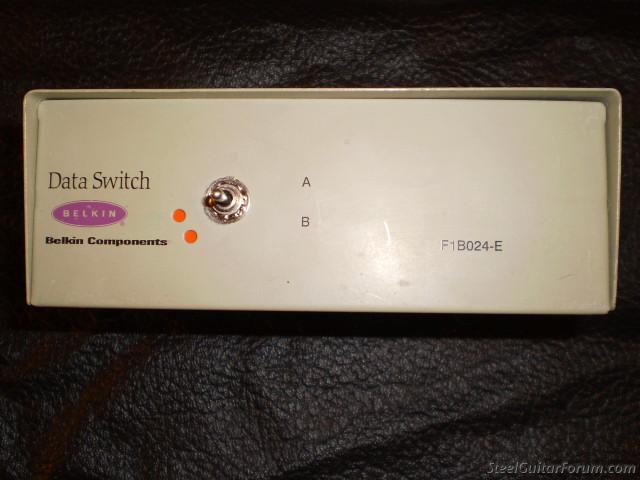 Data Switch
BELKIN
Belkin Components
A
B
F1B024-E
SteelGuitarForum.com